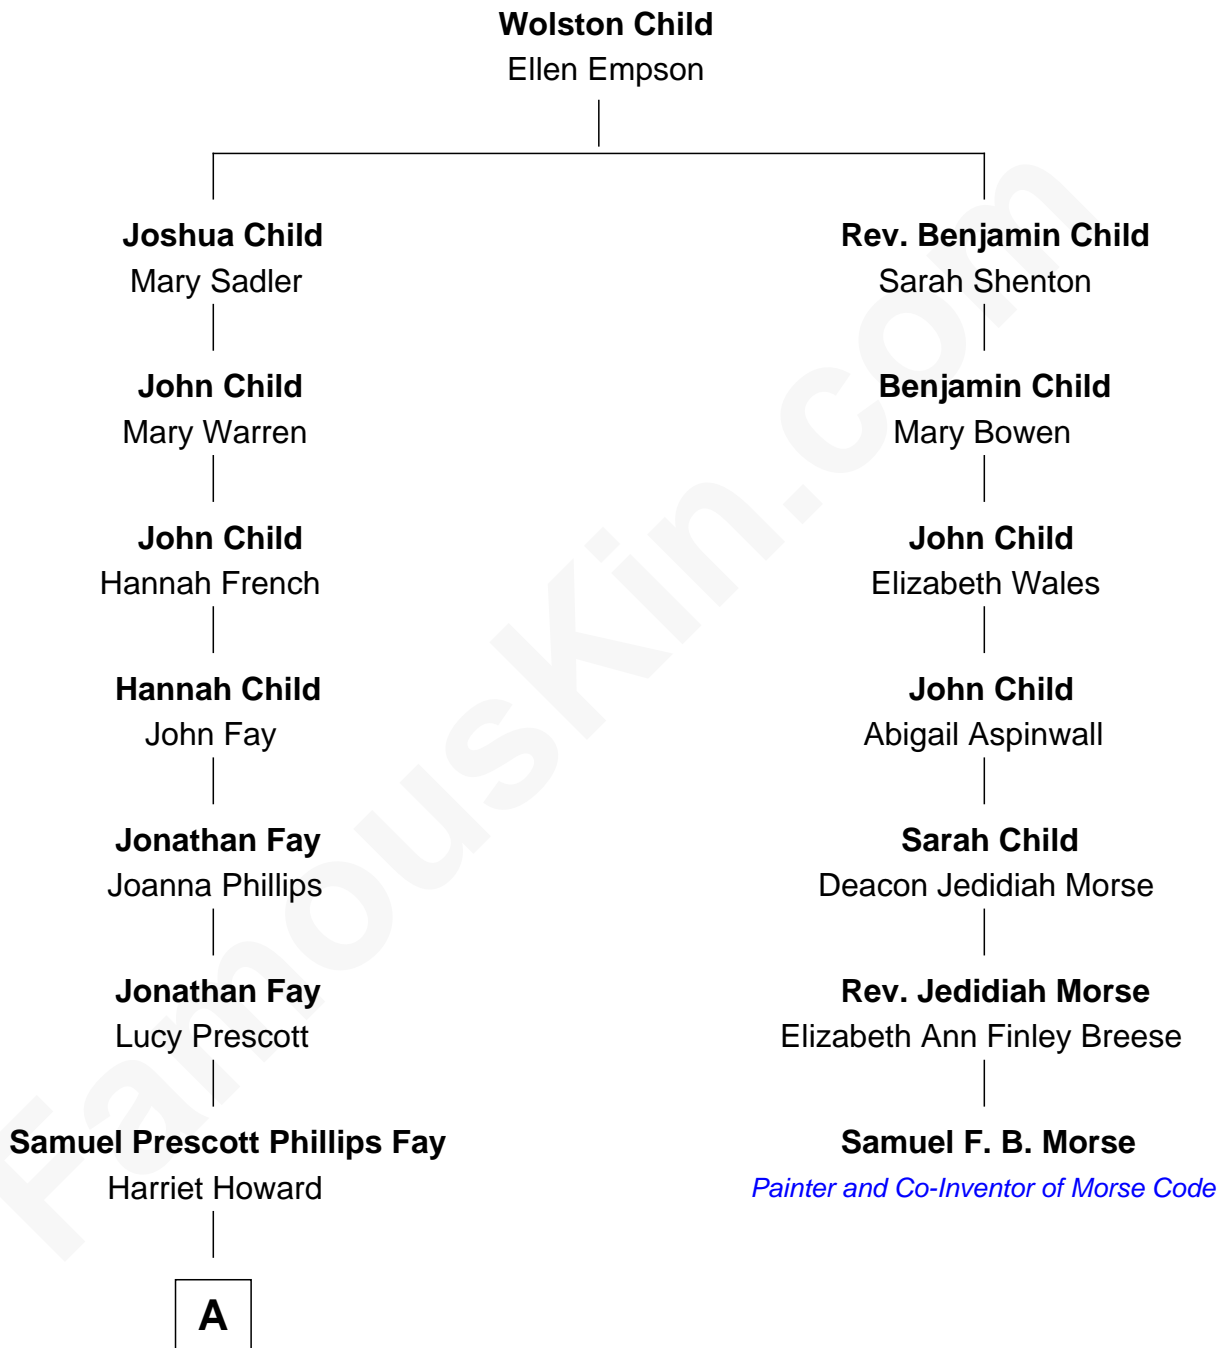 Wolston Child
Ellen Empson
Joshua Child
Mary Sadler
John Child
Mary Warren
John Child
Hannah French
Hannah Child
John Fay
Jonathan Fay
Joanna Phillips
Jonathan Fay
Lucy Prescott
Samuel Prescott Phillips Fay
Harriet Howard
A
Rev. Benjamin Child
Sarah Shenton
Benjamin Child
Mary Bowen
John Child
Elizabeth Wales
John Child
Abigail Aspinwall
Sarah Child
Deacon Jedidiah Morse
Rev. Jedidiah Morse
Elizabeth Ann Finley Breese
Samuel F. B. Morse
Painter and Co-Inventor of Morse Code
FamousKin.com